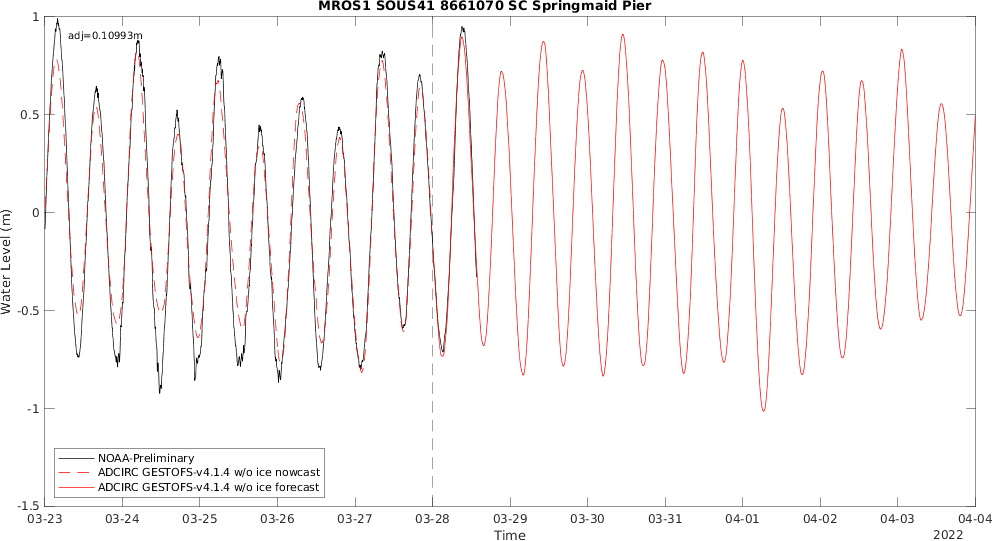 MROS1 SOUS41 8661070 SC Springmaid Pier
adj=0.10993m
Water Level (m)
1
0.5
0
-0.5
-1
-1.5
NOAA-Preliminary
ADCIRC GESTOFS-v4.1.4 w/o ice nowcast
ADCIRC GESTOFS-v4.1.4 w/o ice forecast
03-23 03-24 03-25 03-26 03-27 03-28 03-29 03-30 03-31 04-01 04-02 04-03 04-04
Time
2022